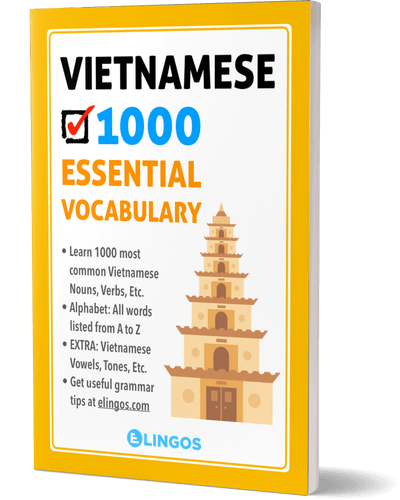 VIETNAMESE
1000
ESSENTIAL
VOCABULARY
• Learn 1000 most
common Vietnamese
Nouns, Verbs, Etc.
• Alphabet: All words
listed from A to Z
• EXTRA: Vietnamese
Vowels, Tones, Etc.
• Get useful grammar
tips at elingos.com
ELINGOS